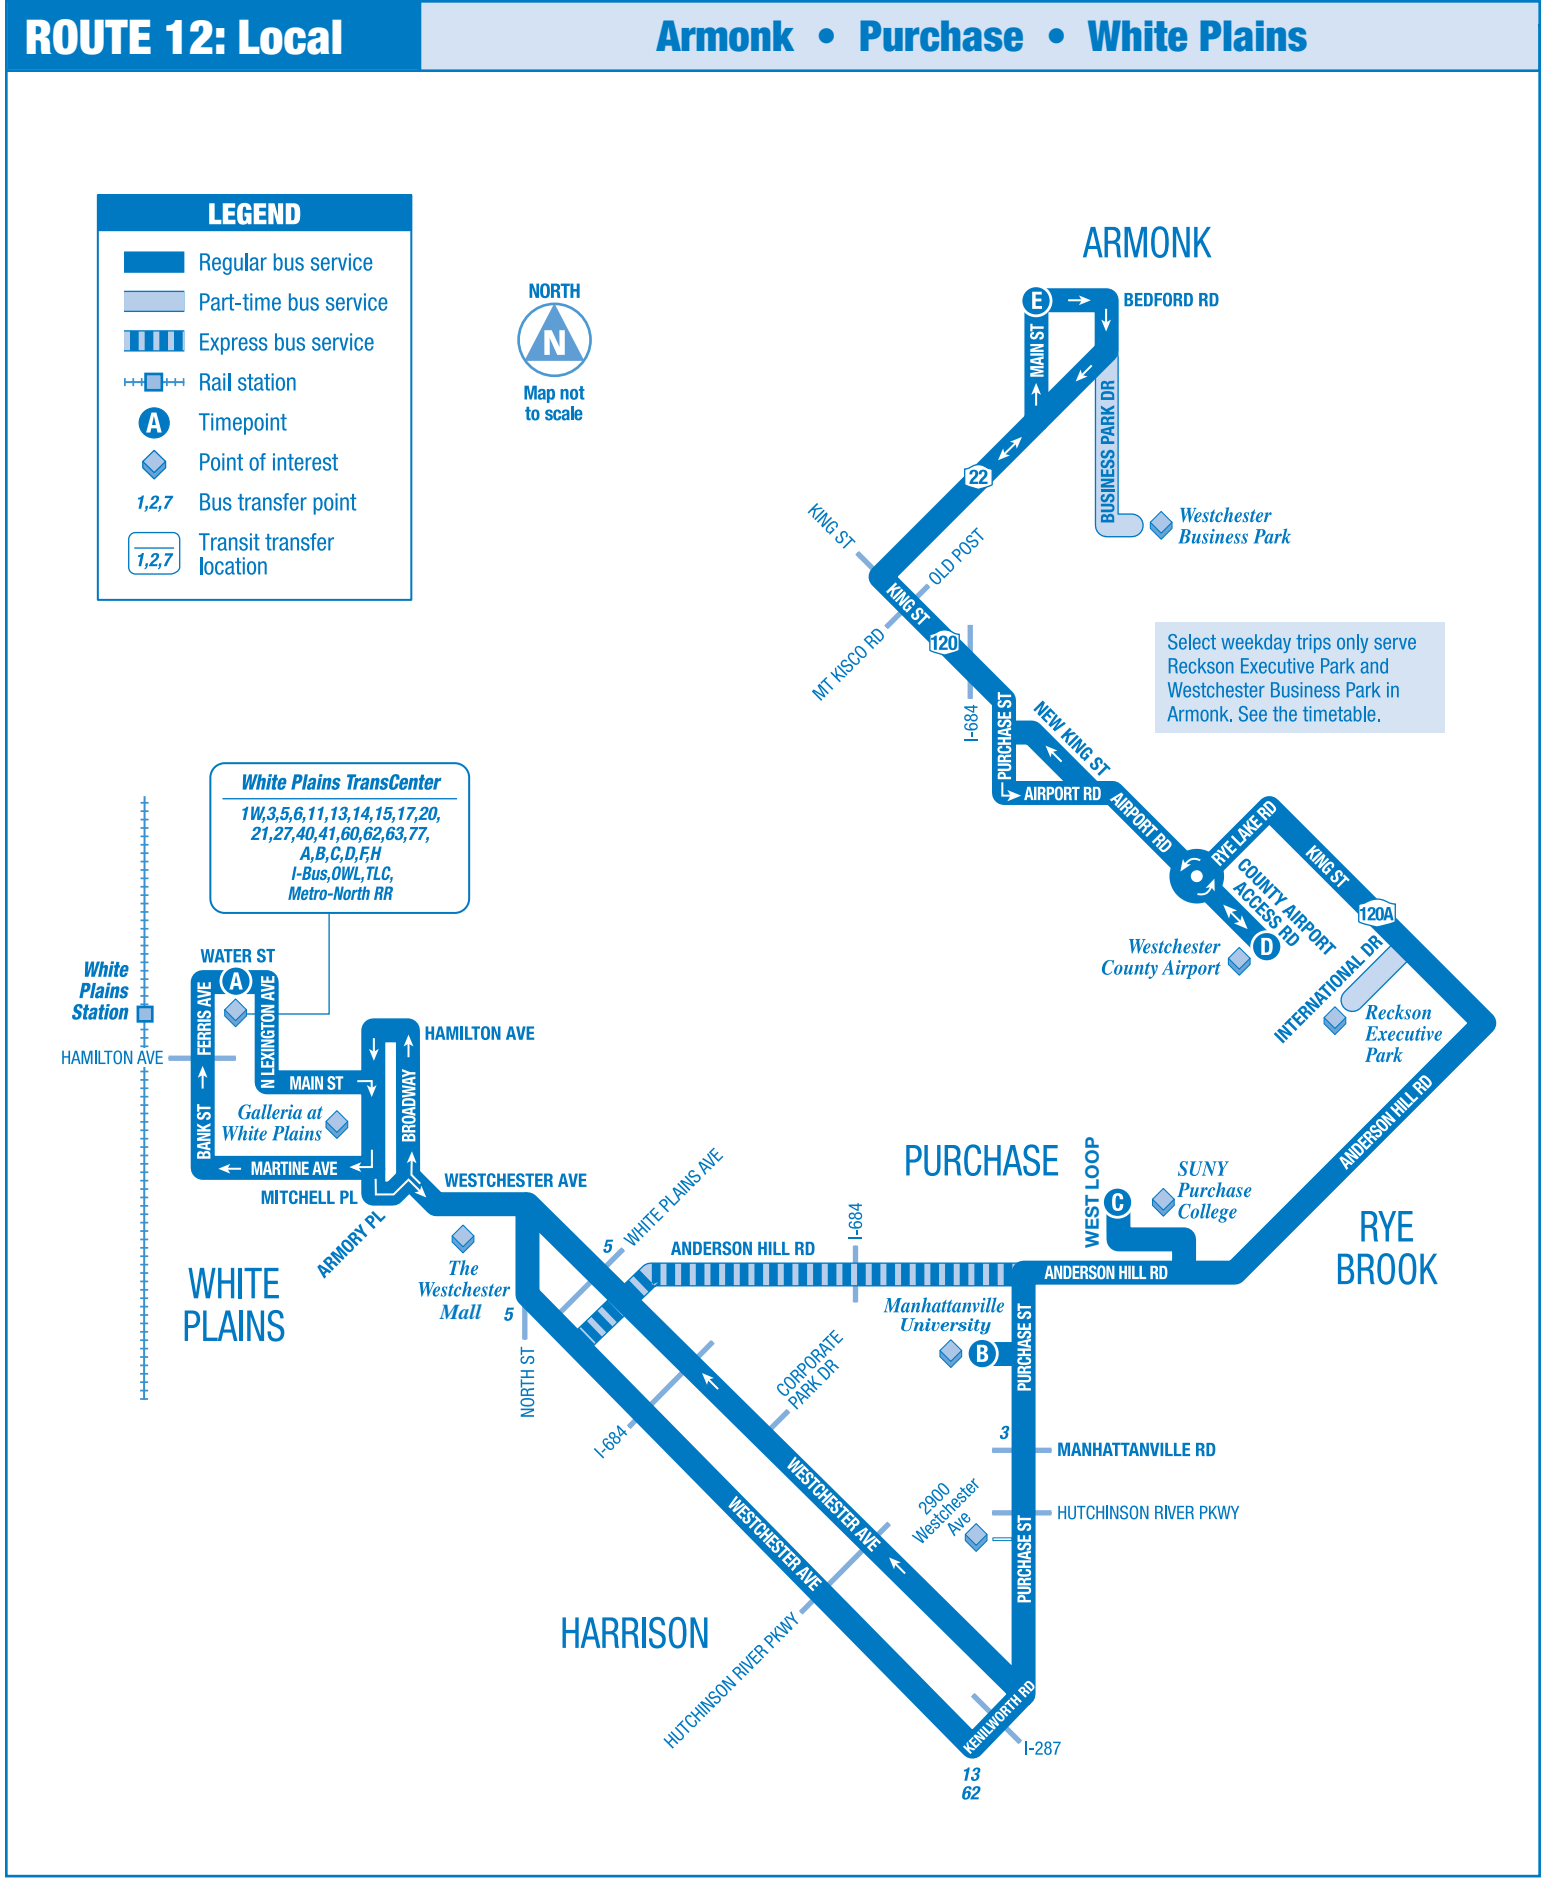 ROUTE 12: Local
Armonk • Purchase • White Plains
LEGEND
Regular bus service
Part-time bus service
Express bus service
Rail station
A
Timepoint
Point of interest
1,2,7
Bus transfer point
1,2,7
Transit transfer
location
NORTH
N
Map not
to scale
ARMONK
E
BEDFORD RD
MAIN ST
BUSINESS PARK DR
22
Westchester
Business Park
KING ST
OLD POST
KING ST
MT KISCO RD
120
I-684
Select weekday trips only serve
Reckson Executive Park and
Westchester Business Park in
Armonk. See the timetable.
PURCHASE ST
NEW KING ST
AIRPORT RD
AIRPORT RD
RYE LAKE RD
KING ST
COUNTY AIRPORT
ACCESS RD
120A
D
Westchester
County Airport
INTERNATIONAL DR
Reckson
Executive
Park
ANDERSON HILL RD
White Plains TransCenter
1W,3,5,6,11,13,14,15,17,20,
21,27,40,41,60,62,63,77,
A,B,C,D,F,H
I-Bus,OWL,TLC,
Metro-North RR
White
Plains
Station
WATER ST
A
FERRIS AVE
N LEXINGTON AVE
HAMILTON AVE
HAMILTON AVE
MAIN ST
BROADWAY
BANK ST
Galleria at
White Plains
MARTINE AVE
MITCHELL PL
ARMORY PL
WESTCHESTER AVE
WHITE
PLAINS
The
Westchester
Mall
5
WHITE PLAINS AVE
5
NORTH ST
ANDERSON HILL RD
I-684
PURCHASE
WEST LOOP
C
SUNY
Purchase
College
RYE
BROOK
ANDERSON HILL RD
Manhattanville
University
B
PURCHASE ST
CORPORATE
PARK DR
I-684
3
MANHATTANVILLE RD
2900
Westchester
Ave
HUTCHINSON RIVER PKWY
PURCHASE ST
WESTCHESTER AVE
WESTCHESTER AVE
HARRISON
HUTCHINSON RIVER PKWY
KENILWORTH RD
I-287
13
62